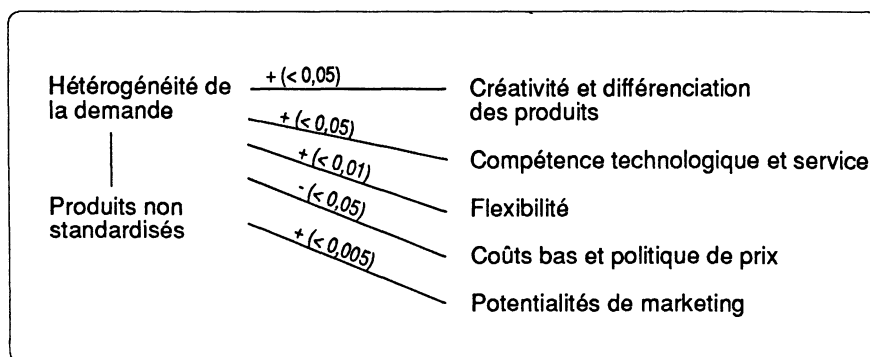 Hétérogénéité de
la demande
Produits non
standardisés
+ (< 0,05)
+ (< 0,05)
+ (< 0,01)
- (< 0,05)
+ (< 0,005)
Créativité et différenciation
des produits
Compétence technologique et service
Flexibilité
Coûts bas et politique de prix
Potentialités de marketing